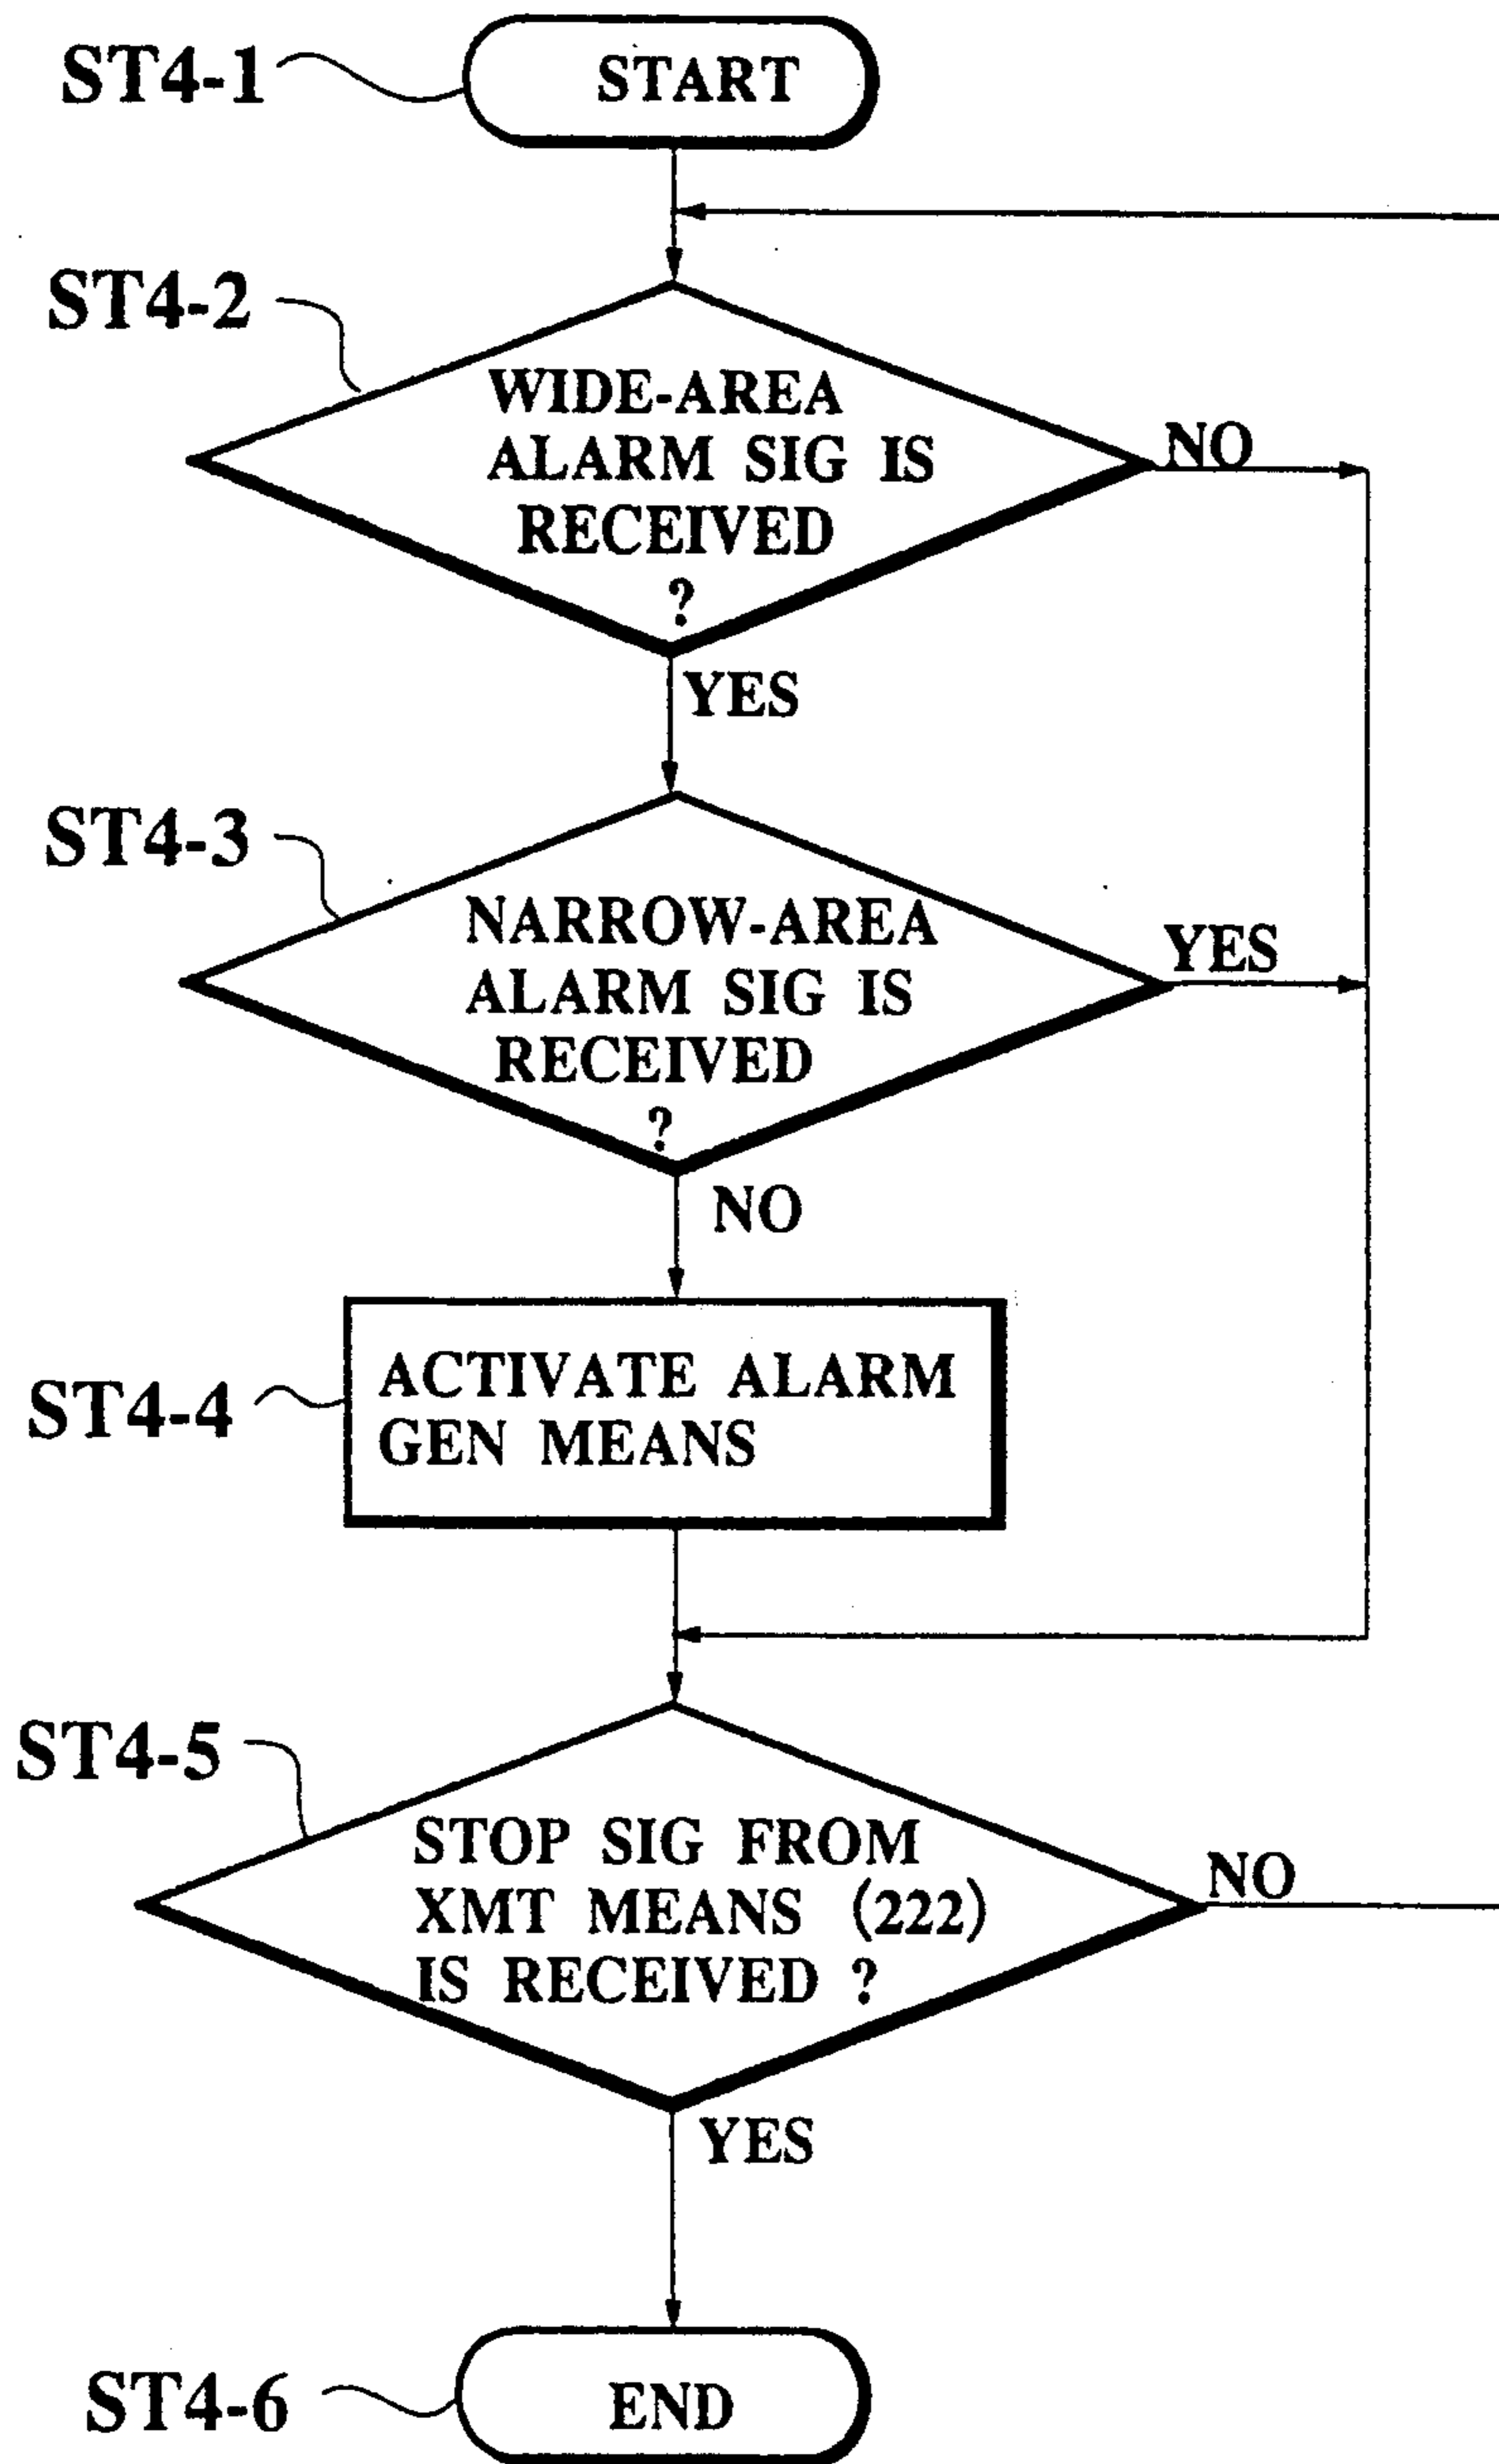 ST4-1
START
ST4-2
WIDE-AREA
ALARM SIG IS
RECEIVED
?
NO
YES
ST4-3
NARROW-AREA
ALARM SIG IS
RECEIVED
?
YES
NO
ST4-4
ACTIVATE ALARM
GEN MEANS
ST4-5
STOP SIG FROM
XMT MEANS (222)
IS RECEIVED ?
NO
YES
ST4-6
END